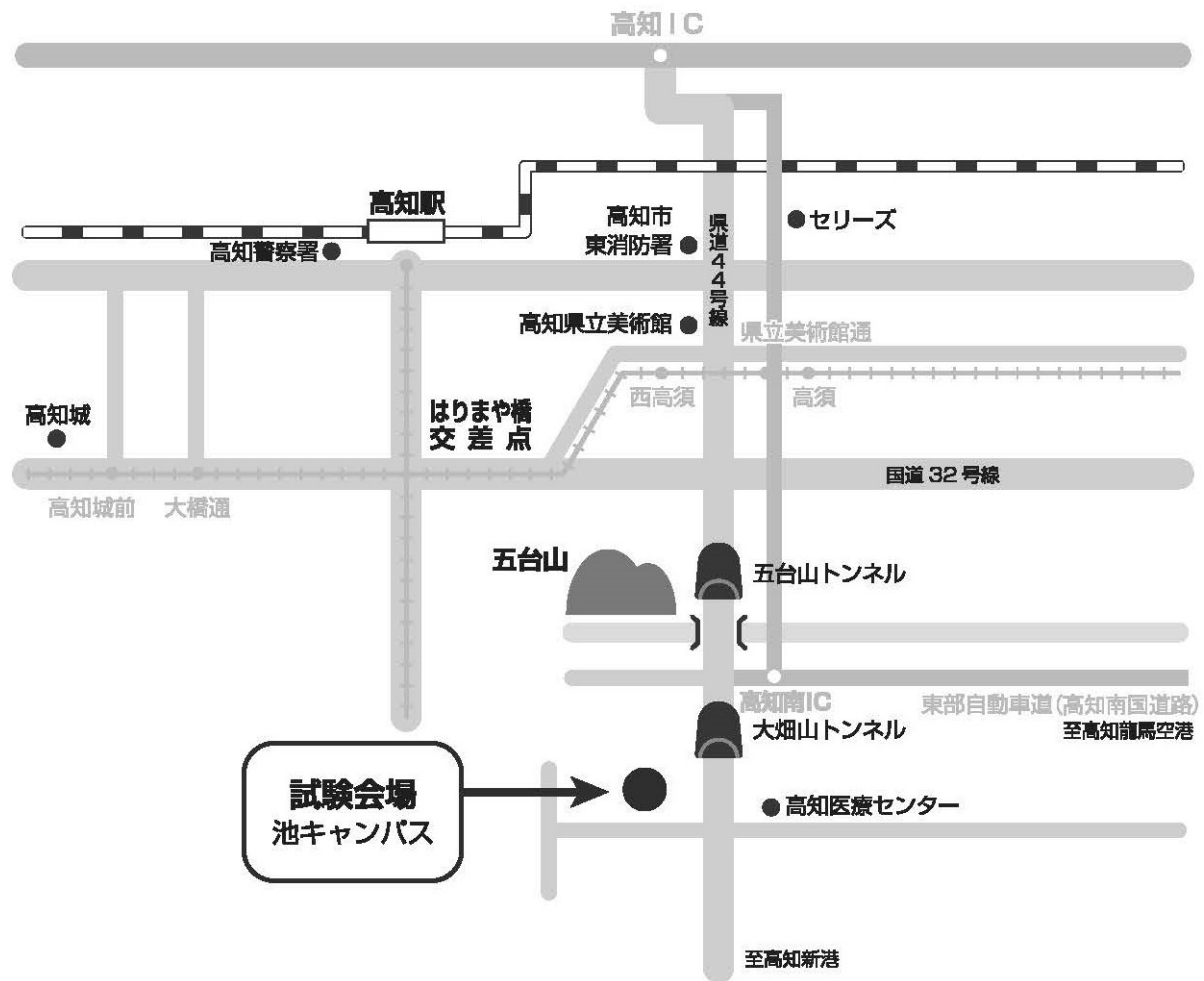 高知IC
高知駅
高知市
東消防署
県道44号線
セリーズ
高知警察署
高知県立美術館
県立美術館通
西高須
高須
はりまや橋
交差点
高知城
高知城前
大橋通
国道32号線
五台山
五台山トンネル
高知南IC
東部自動車道(高知南国道路)
大畑山トンネル
至高知龍馬空港
試験会場
池キャンパス
高知医療センター
至高知新港